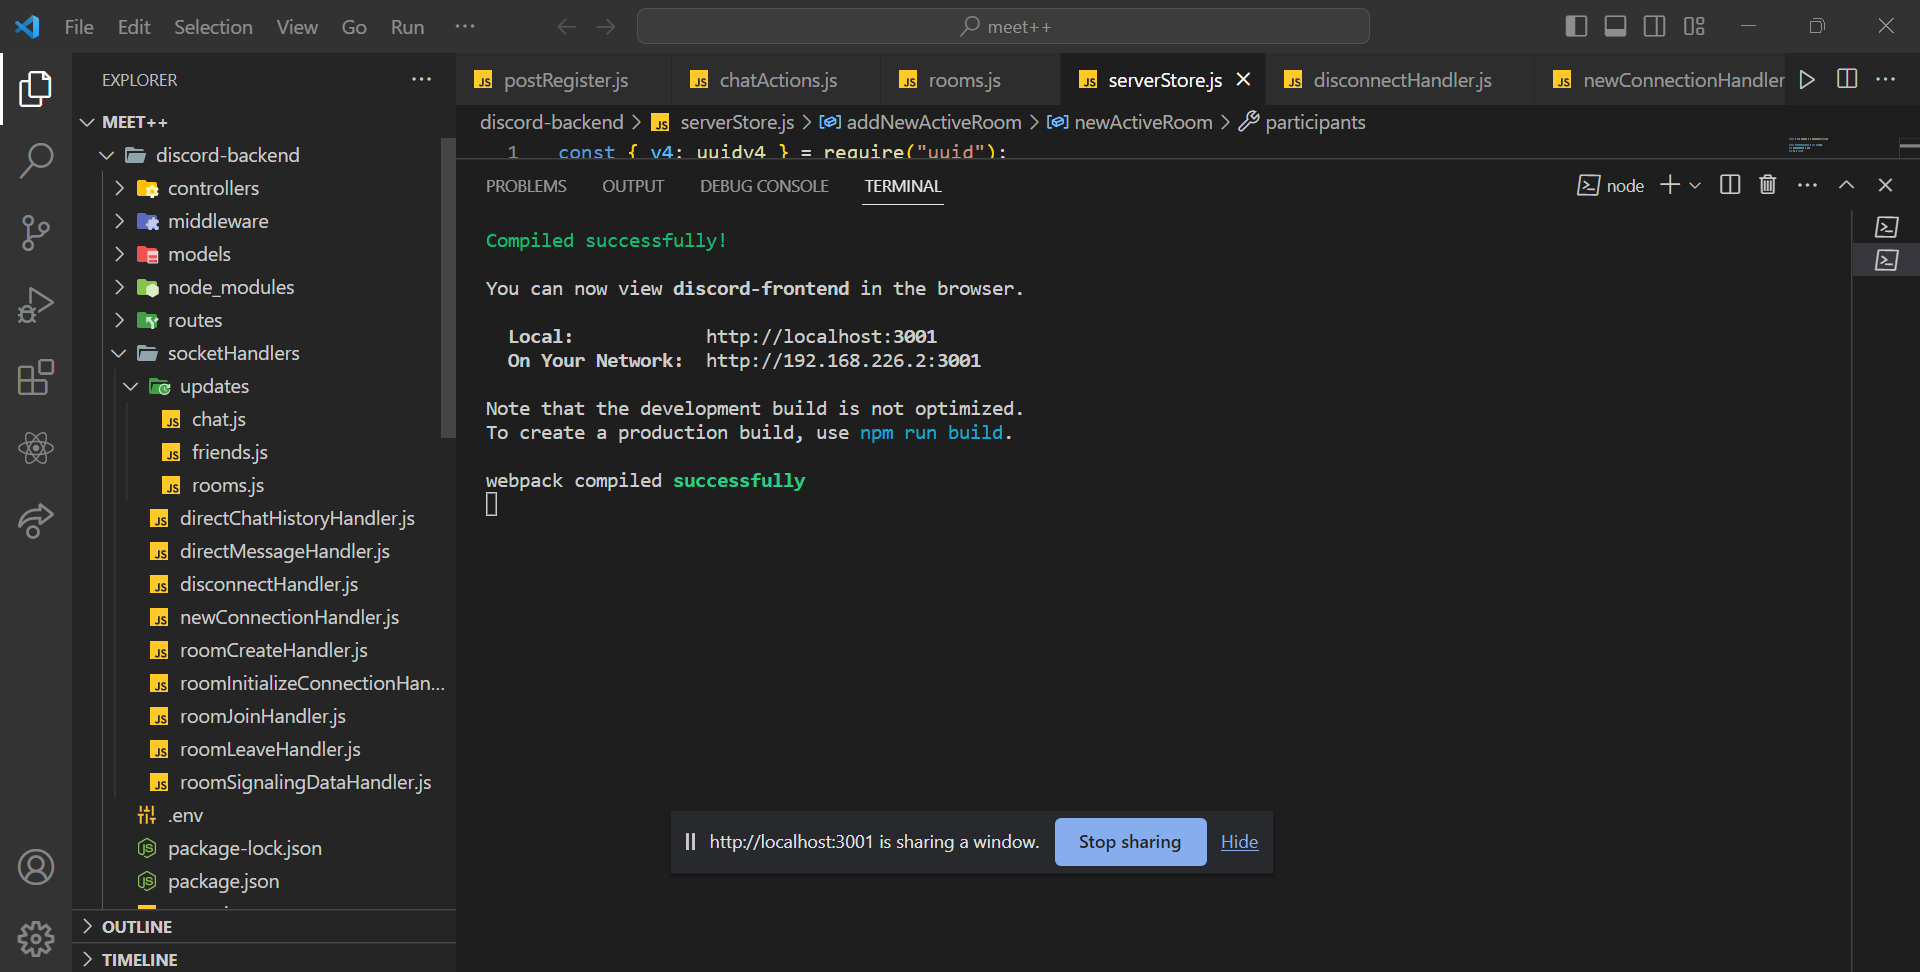 File Edit Selection View Go Run ···
meet++
EXPLORER ···
postRegister.js chatActions.js rooms.js serverStore.js disconnectHandler.js newConnectionHandler
discord-backend > serverStore.js > addNewActiveRoom > newActiveRoom > participants
1 const { v4: uuidv4 } = require("uuid");
MEET++
discord-backend
controllers
middleware
models
node_modules
routes
socketHandlers
updates
chat.js
friends.js
rooms.js
directChatHistoryHandler.js
directMessageHandler.js
disconnectHandler.js
newConnectionHandler.js
roomCreateHandler.js
roomInitializeConnectionHan...
roomJoinHandler.js
roomLeaveHandler.js
roomSignalingDataHandler.js
.env
package-lock.json
package.json
OUTLINE
TIMELINE
PROBLEMS OUTPUT DEBUG CONSOLE TERMINAL
node
Compiled successfully!
You can now view discord-frontend in the browser.
Local: http://localhost:3001
On Your Network: http://192.168.226.2:3001
Note that the development build is not optimized.
To create a production build, use npm run build.
webpack compiled successfully
http://localhost:3001 is sharing a window. Stop sharing Hide